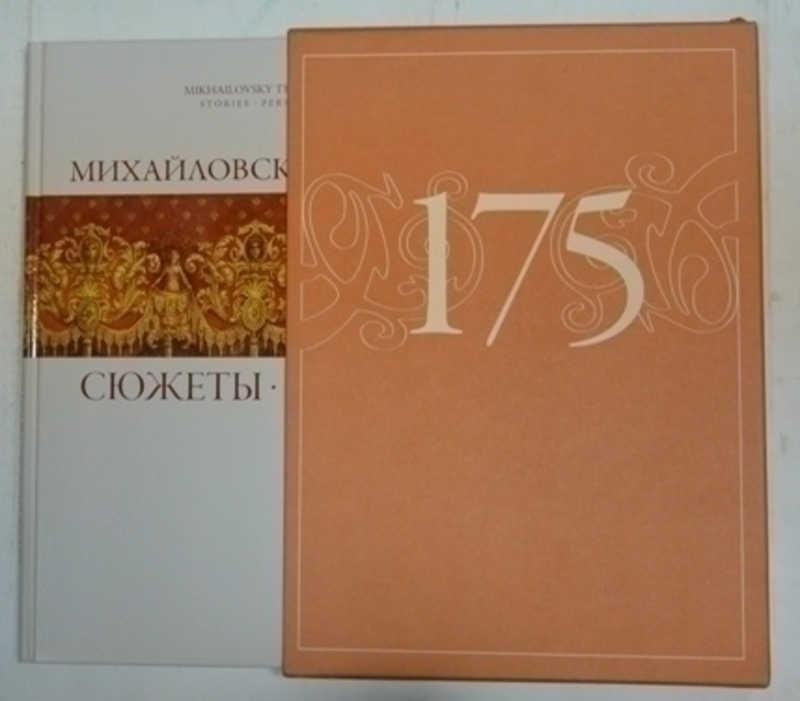 MIKHAILOVSKY
STORIES ·
МИХАЙЛОВСК
СЮЖЕТЫ ·
175